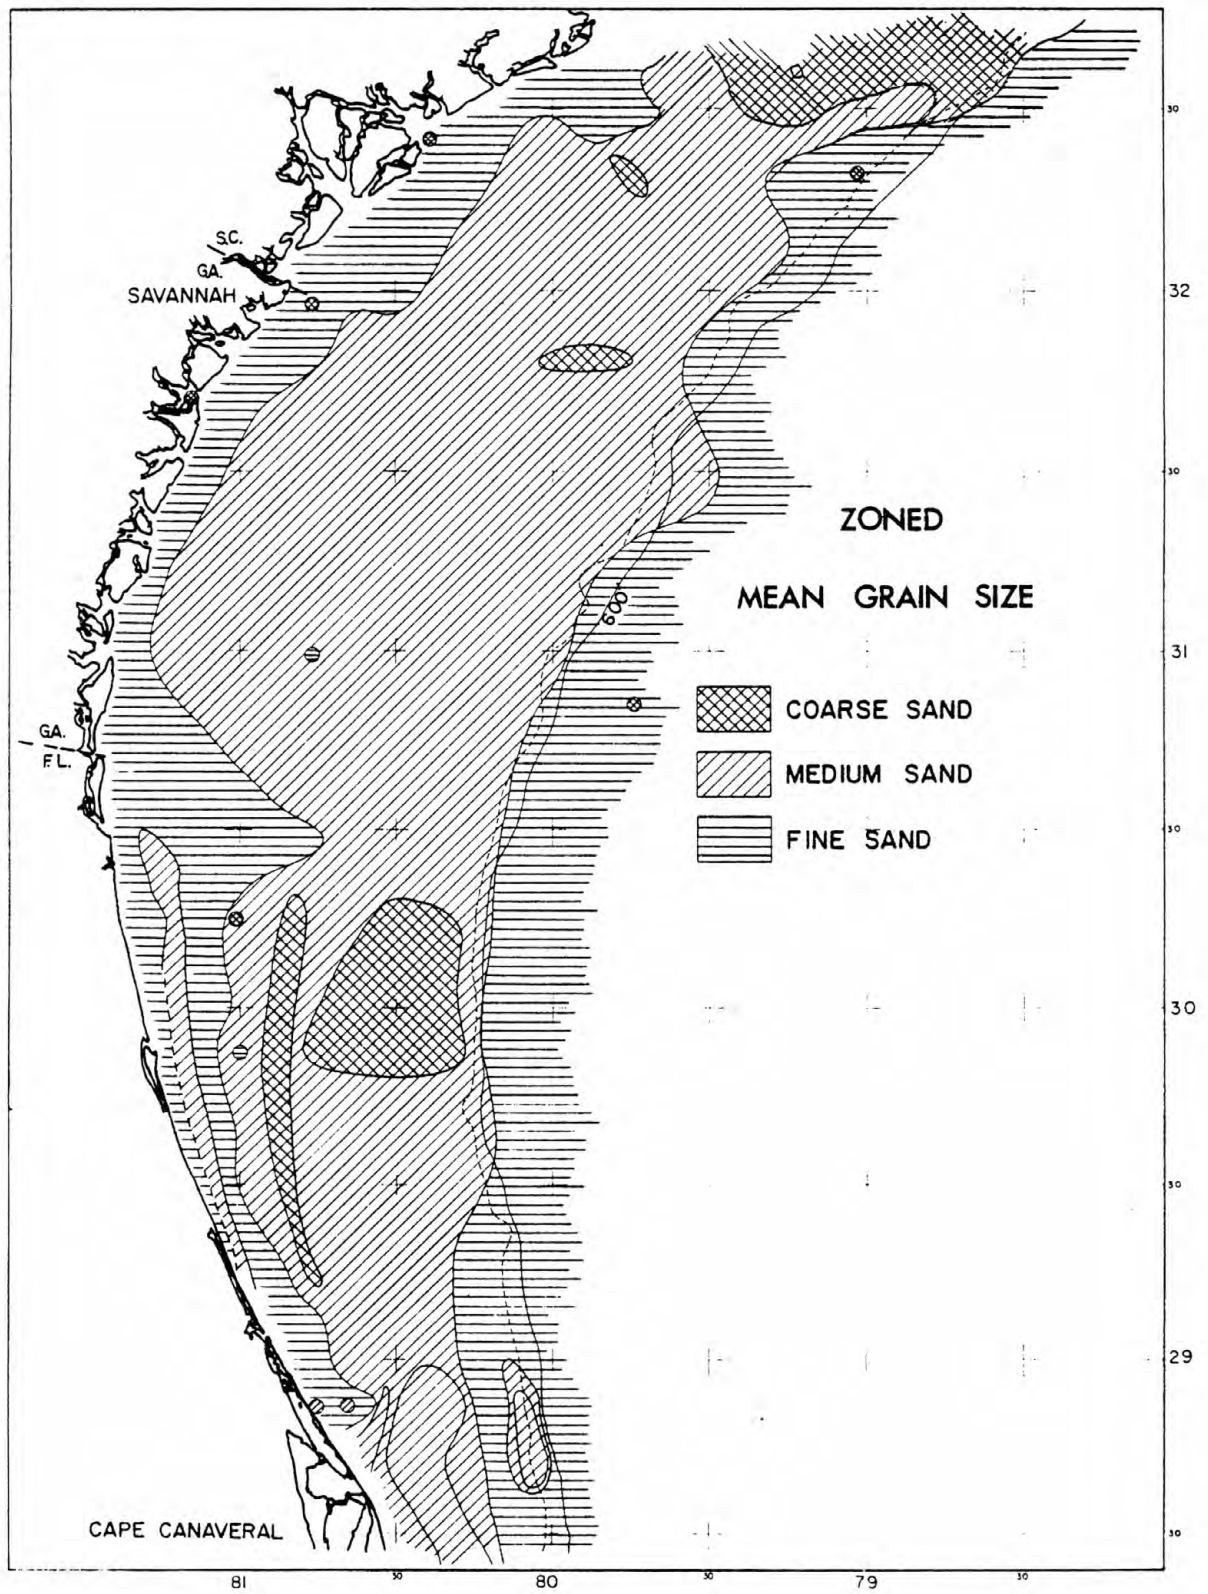 30
S.C.
GA.
SAVANNAH
32
30
ZONED
MEAN GRAIN SIZE
600
31
COARSE SAND
GA.
F.L.
MEDIUM SAND
30
FINE SAND
30
30
29
CAPE CANAVERAL
30
81 30 80 30 79 30